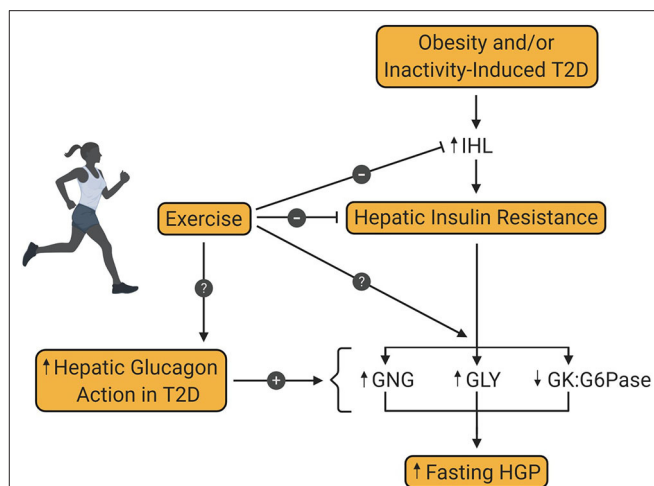 Obesity and/or
Inactivity-Induced T2D
↑IHL
−
Exercise
−
Hepatic Insulin Resistance
?
?
↑Hepatic Glucagon
Action in T2D
+
↑GNG
↑GLY
↓GK:G6Pase
↑Fasting HGP